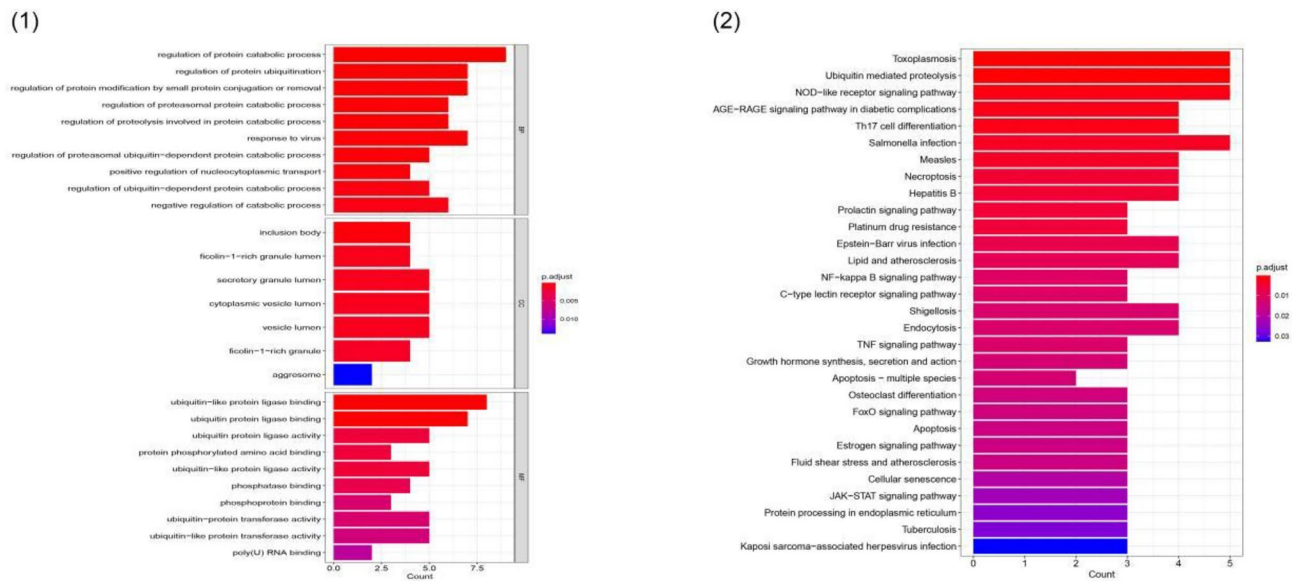 (1)
regulation of protein catabolic process
regulation of protein ubiquitination
regulation of protein modification by small protein conjugation or removal
regulation of proteasomal protein catabolic process
regulation of proteolysis involved in protein catabolic process
response to virus
regulation of proteasomal ubiquitin−dependent protein catabolic process
positive regulation of nucleocytoplasmic transport
regulation of ubiquitin−dependent protein catabolic process
negative regulation of catabolic process
BP
inclusion body
ficolin−1−rich granule lumen
secretory granule lumen
cytoplasmic vesicle lumen
vesicle lumen
ficolin−1−rich granule
aggresome
CC
ubiquitin−like protein ligase binding
ubiquitin protein ligase binding
ubiquitin protein ligase activity
protein phosphorylated amino acid binding
ubiquitin−like protein ligase activity
phosphatase binding
phosphoprotein binding
ubiquitin−protein transferase activity
ubiquitin−like protein transferase activity
poly(U) RNA binding
MF
0.0 2.5 5.0 7.5
Count
p.adjust
0.005
0.010
(2)
Toxoplasmosis
Ubiquitin mediated proteolysis
NOD−like receptor signaling pathway
AGE−RAGE signaling pathway in diabetic complications
Th17 cell differentiation
Salmonella infection
Measles
Necroptosis
Hepatitis B
Prolactin signaling pathway
Platinum drug resistance
Epstein−Barr virus infection
Lipid and atherosclerosis
NF−kappa B signaling pathway
C−type lectin receptor signaling pathway
Shigellosis
Endocytosis
TNF signaling pathway
Growth hormone synthesis, secretion and action
Apoptosis − multiple species
Osteoclast differentiation
FoxO signaling pathway
Apoptosis
Estrogen signaling pathway
Fluid shear stress and atherosclerosis
Cellular senescence
JAK−STAT signaling pathway
Protein processing in endoplasmic reticulum
Tuberculosis
Kaposi sarcoma−associated herpesvirus infection
0 1 2 3 4 5
Count
p.adjust
0.01
0.02
0.03